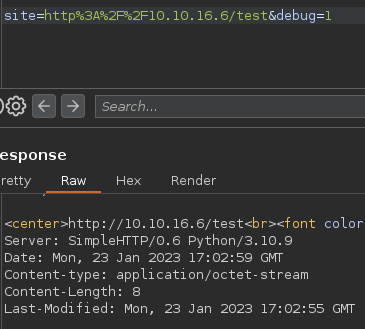 site=http%3A%2F%2F10.10.16.6/test&debug=1
Search...
esponse
retty Raw Hex Render
<center>http://10.10.16.6/test<br><font color
Server: SimpleHTTP/0.6 Python/3.10.9
Date: Mon, 23 Jan 2023 17:02:59 GMT
Content-type: application/octet-stream
Content-Length: 8
Last-Modified: Mon, 23 Jan 2023 17:02:55 GMT